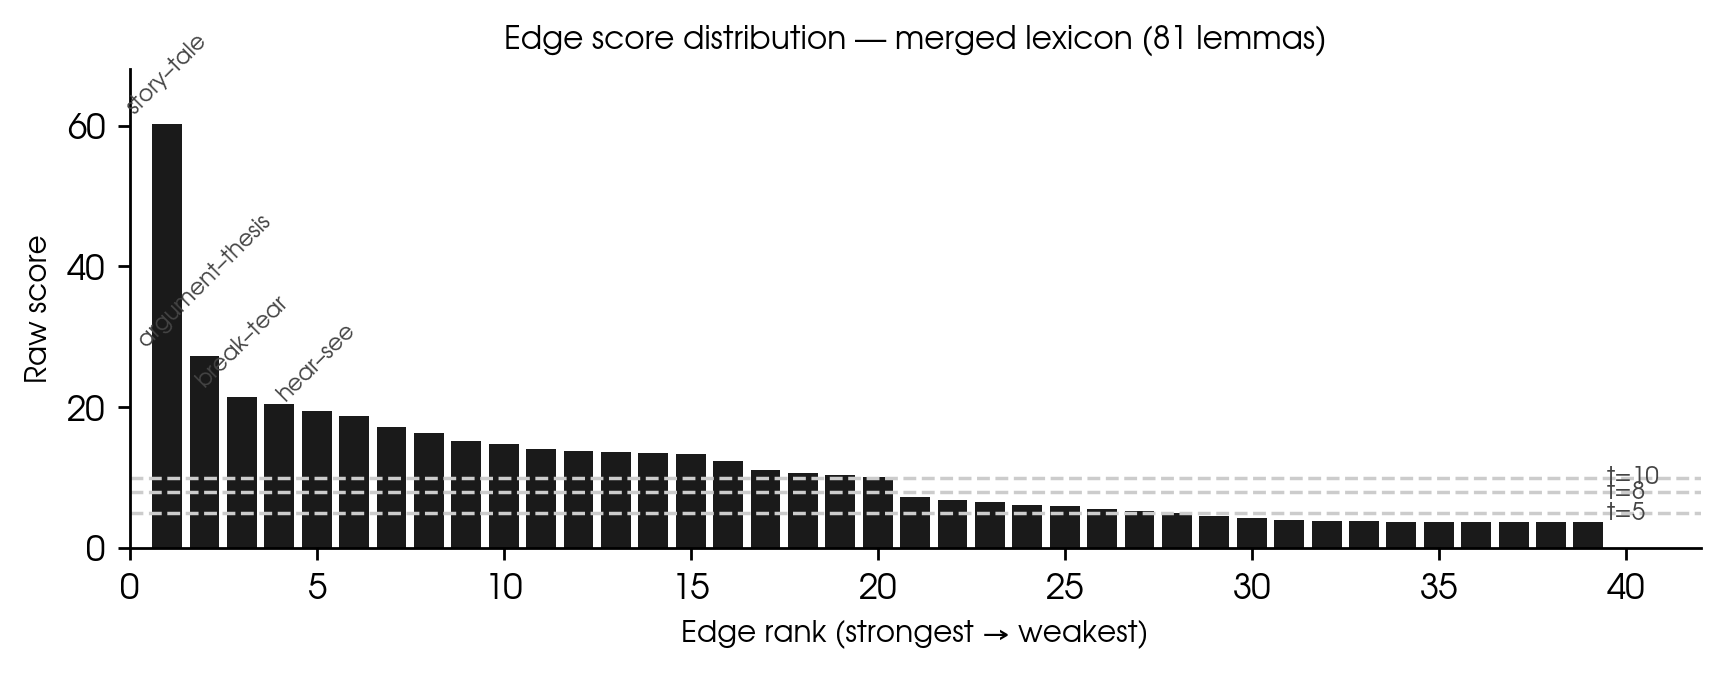 Edge score distribution — merged lexicon (81 lemmas)
story–tale
argument–thesis
break–tear
hear–see
Raw score
60
40
20
0
t=10
t=8
t=5
0 5 10 15 20 25 30 35 40
Edge rank (strongest → weakest)